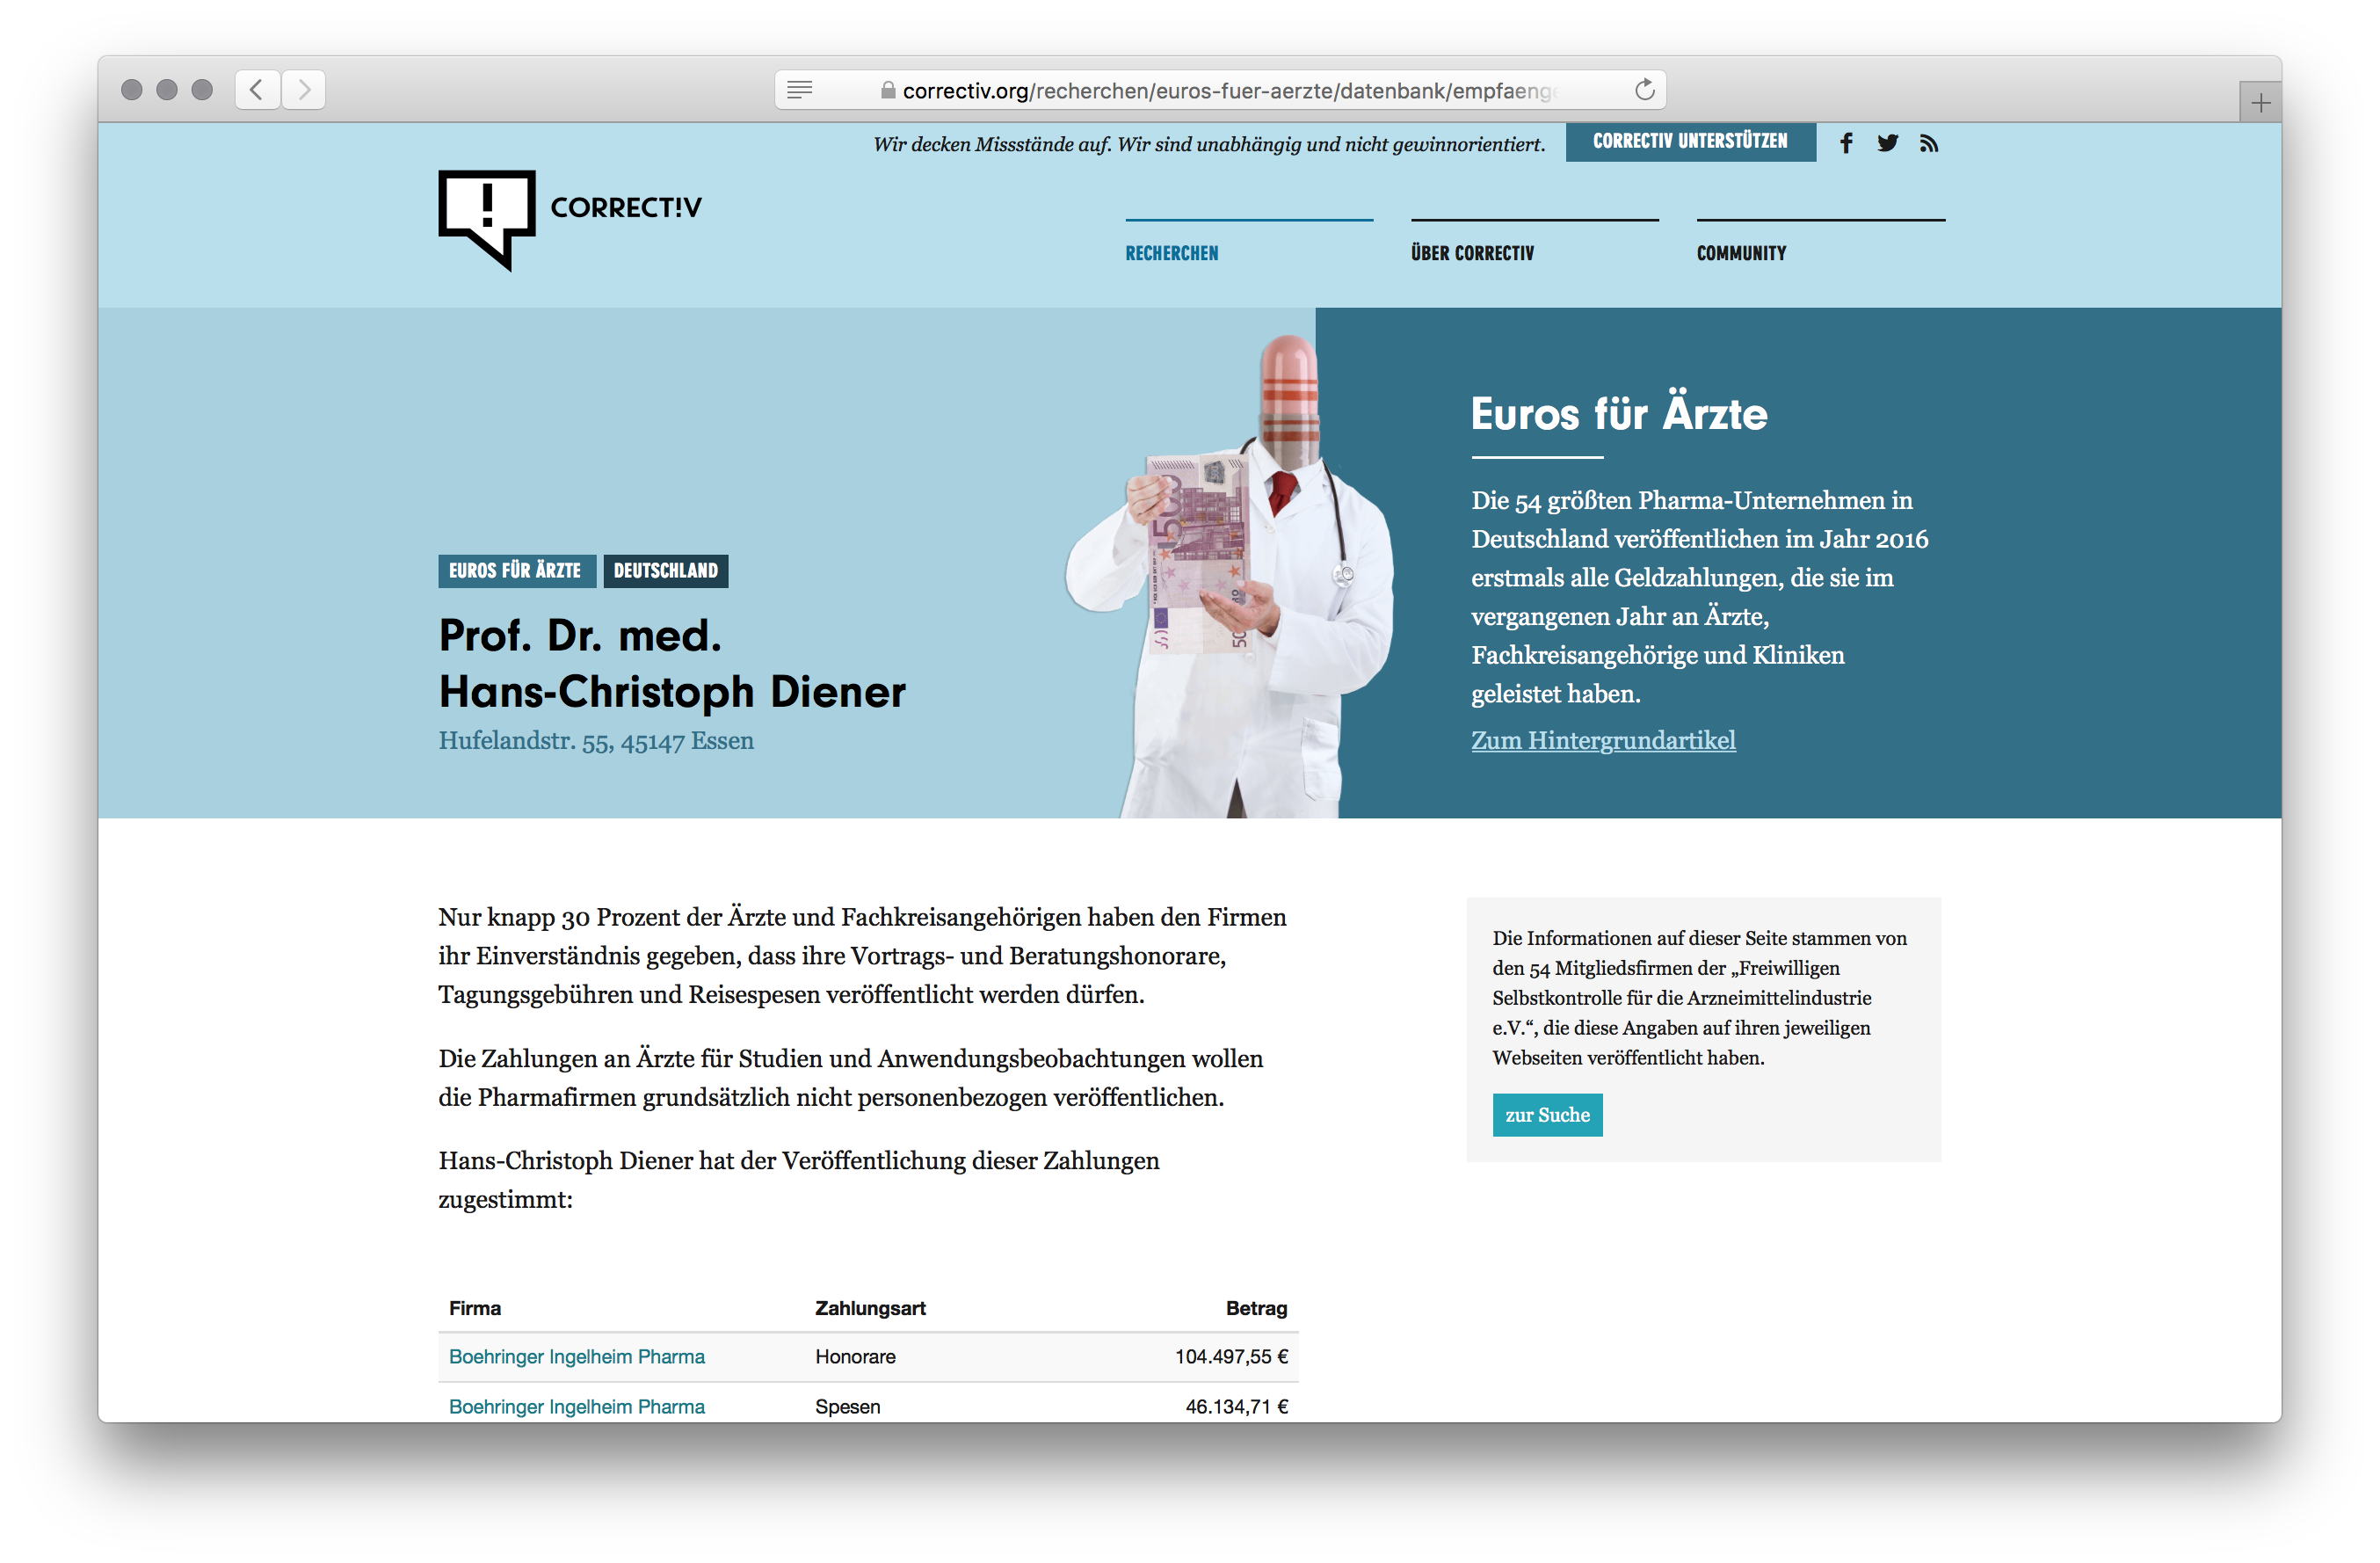 correctiv.org/recherchen/euros-fuer-aerzte/datenbank/empfaenge
Wir decken Missstände auf. Wir sind unabhängig und nicht gewinnorientiert.
CORRECTIV UNTERSTÜTZEN
CORRECT!V
RECHERCHEN
ÜBER CORRECTIV
COMMUNITY
EUROS FÜR ÄRZTE
DEUTSCHLAND
Prof. Dr. med.
Hans-Christoph Diener
Hufelandstr. 55, 45147 Essen
500
Euros für Ärzte
Die 54 größten Pharma-Unternehmen in
Deutschland veröffentlichen im Jahr 2016
erstmals alle Geldzahlungen, die sie im
vergangenen Jahr an Ärzte,
Fachkreisangehörige und Kliniken
geleistet haben.
Zum Hintergrundartikel
Nur knapp 30 Prozent der Ärzte und Fachkreisangehörigen haben den Firmen
ihr Einverständnis gegeben, dass ihre Vortrags- und Beratungshonorare,
Tagungsgebühren und Reisespesen veröffentlicht werden dürfen.
Die Zahlungen an Ärzte für Studien und Anwendungsbeobachtungen wollen
die Pharmafirmen grundsätzlich nicht personenbezogen veröffentlichen.
Hans-Christoph Diener hat der Veröffentlichung dieser Zahlungen
zugestimmt:
Firma Zahlungsart Betrag
Boehringer Ingelheim Pharma Honorare 104.497,55 €
Boehringer Ingelheim Pharma Spesen 46.134,71 €
Die Informationen auf dieser Seite stammen von
den 54 Mitgliedsfirmen der „Freiwilligen
Selbstkontrolle für die Arzneimittelindustrie
e.V.“, die diese Angaben auf ihren jeweiligen
Webseiten veröffentlicht haben.
zur Suche